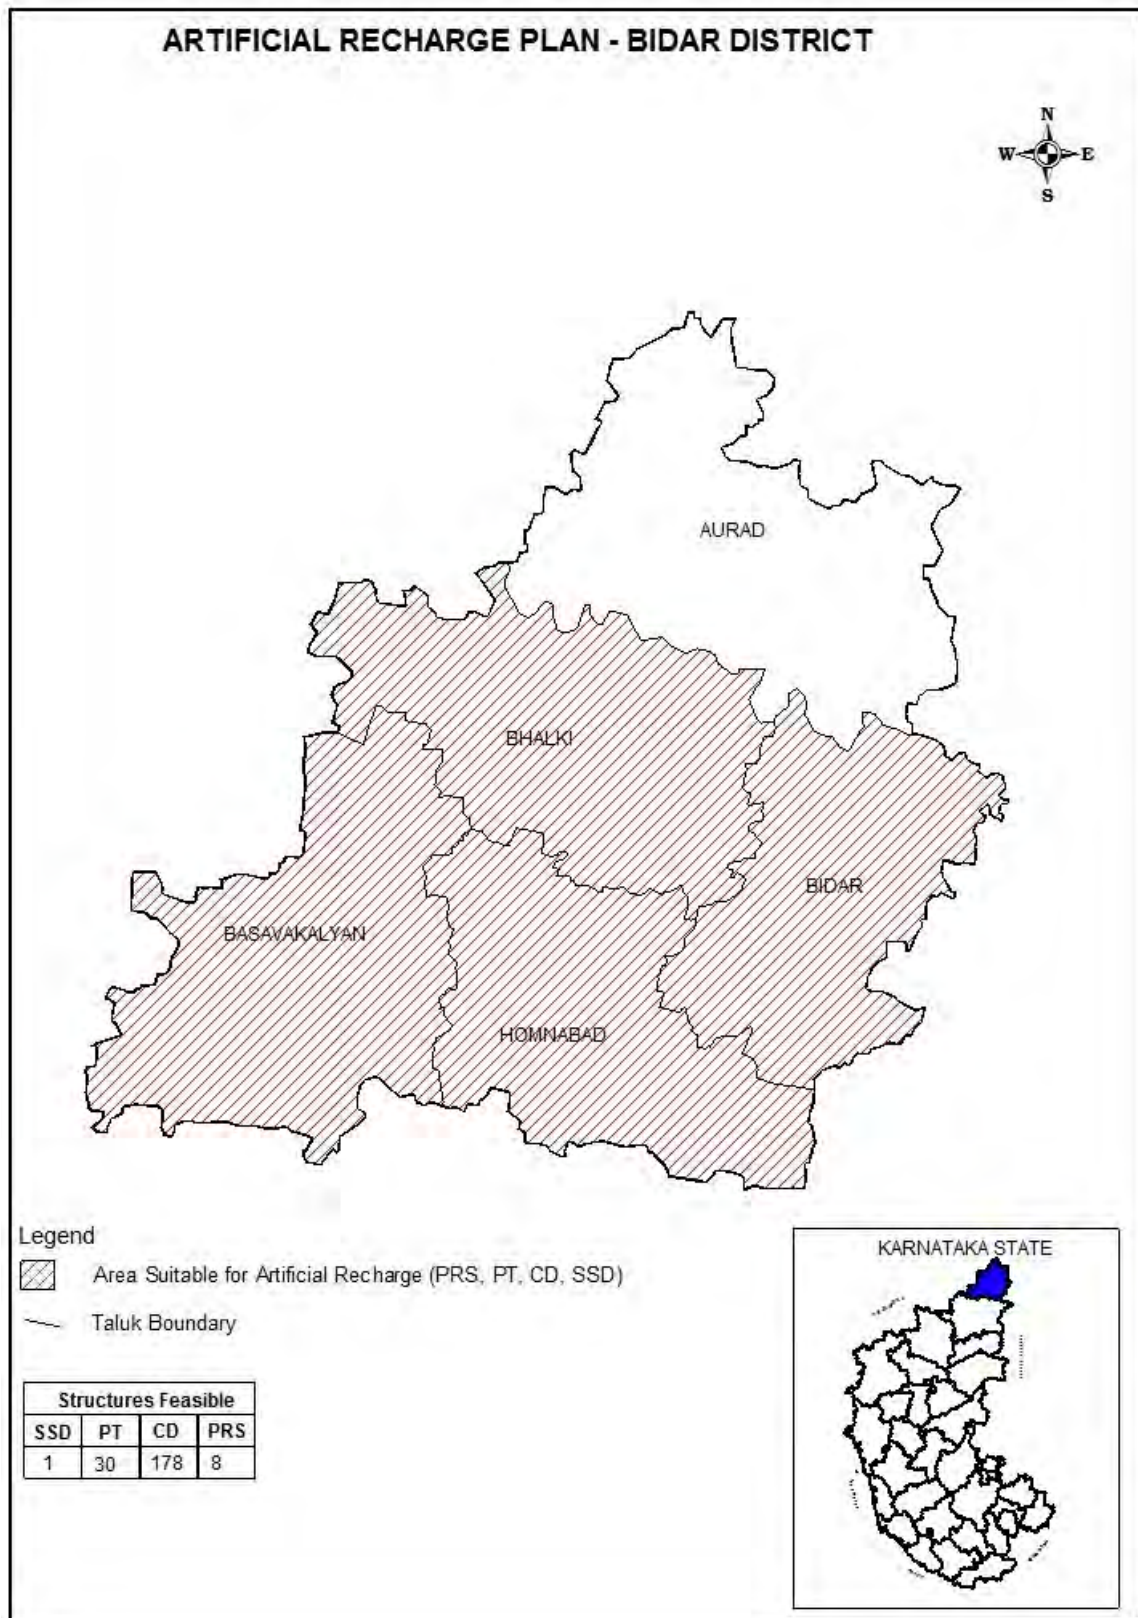 ARTIFICIAL RECHARGE PLAN - BIDAR DISTRICT
N
W E
S
AURAD
BHALKI
BIDAR
BASAVAKALYAN
HOMNABAD
Legend
Area Suitable for Artificial Recharge (PRS, PT, CD, SSD)
Taluk Boundary
Structures Feasible
SSD PT CD PRS
1 30 178 8
KARNATAKA STATE